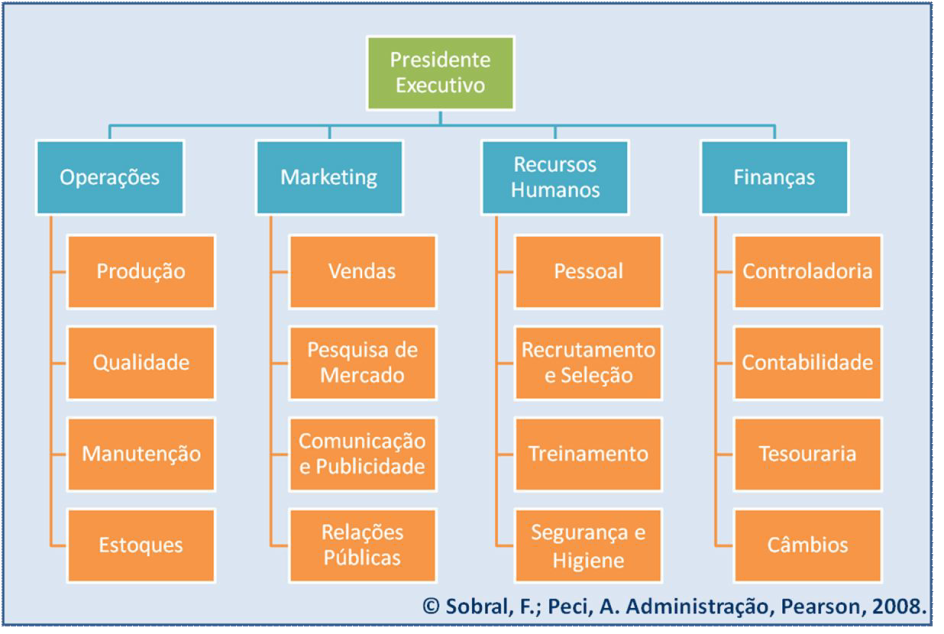 Presidente
Executivo
Operações
Marketing
Recursos
Humanos
Finanças
Produção
Vendas
Pessoal
Controladoria
Qualidade
Pesquisa de
Mercado
Recrutamento
e Seleção
Contabilidade
Manutenção
Comunicação
e Publicidade
Treinamento
Tesouraria
Estoques
Relações
Públicas
Segurança e
Higiene
Câmbios
© Sobral, F.; Peci, A. Administração, Pearson, 2008.